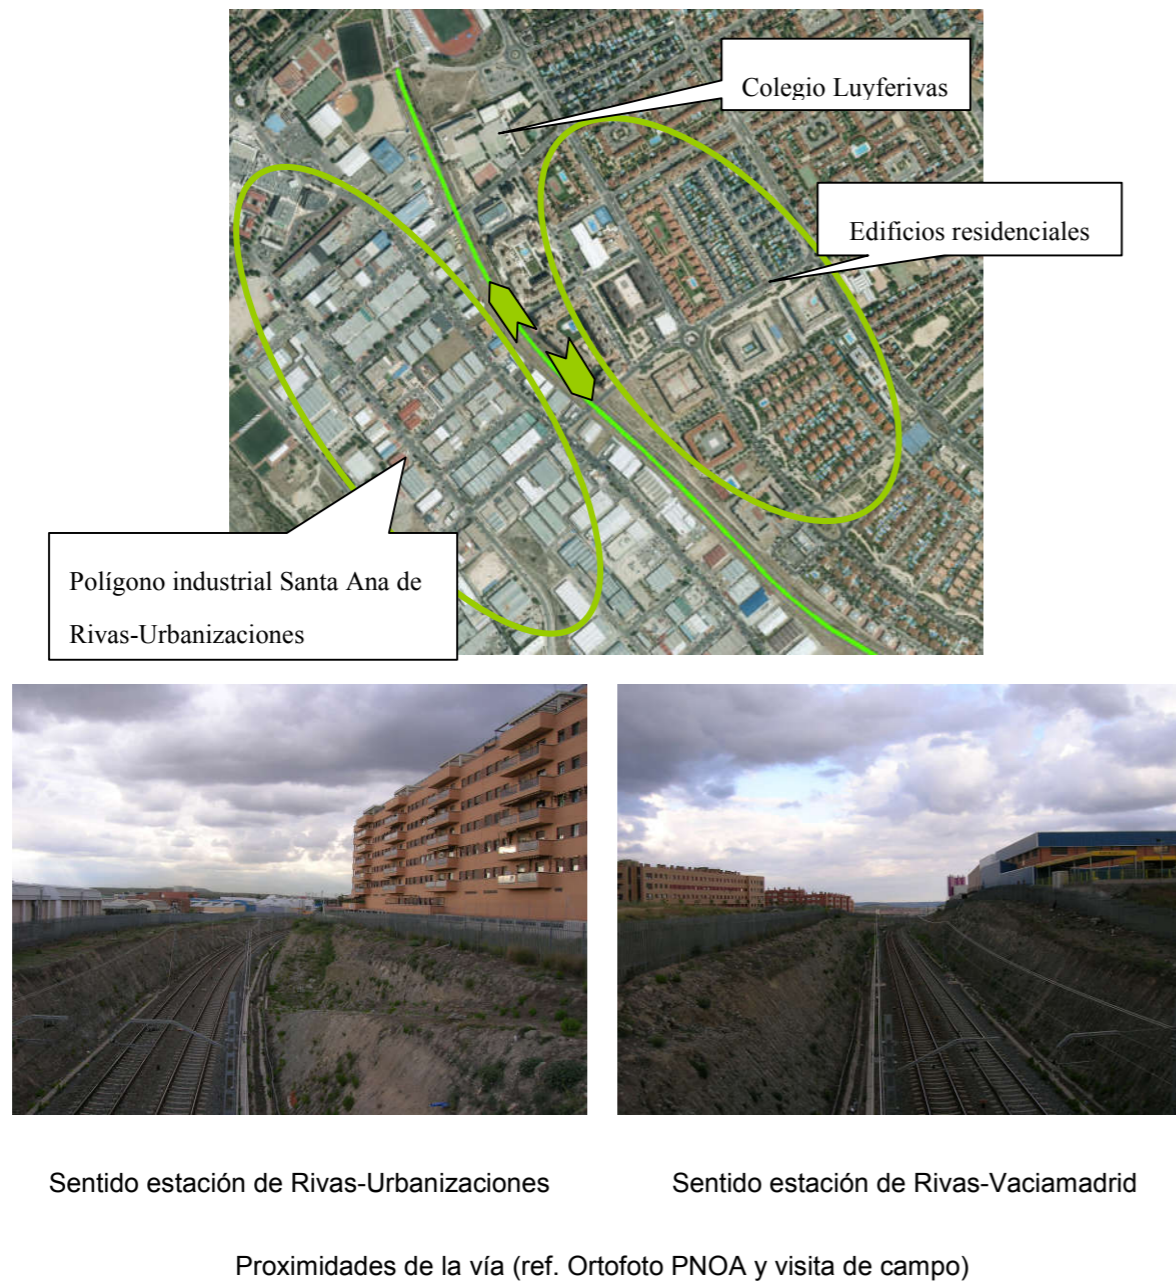 Colegio Luyferivas
Edificios residenciales
Polígono industrial Santa Ana de
Rivas-Urbanizaciones
Sentido estación de Rivas-Urbanizaciones
Sentido estación de Rivas-Vaciamadrid
Proximidades de la vía (ref. Ortofoto PNOA y visita de campo)